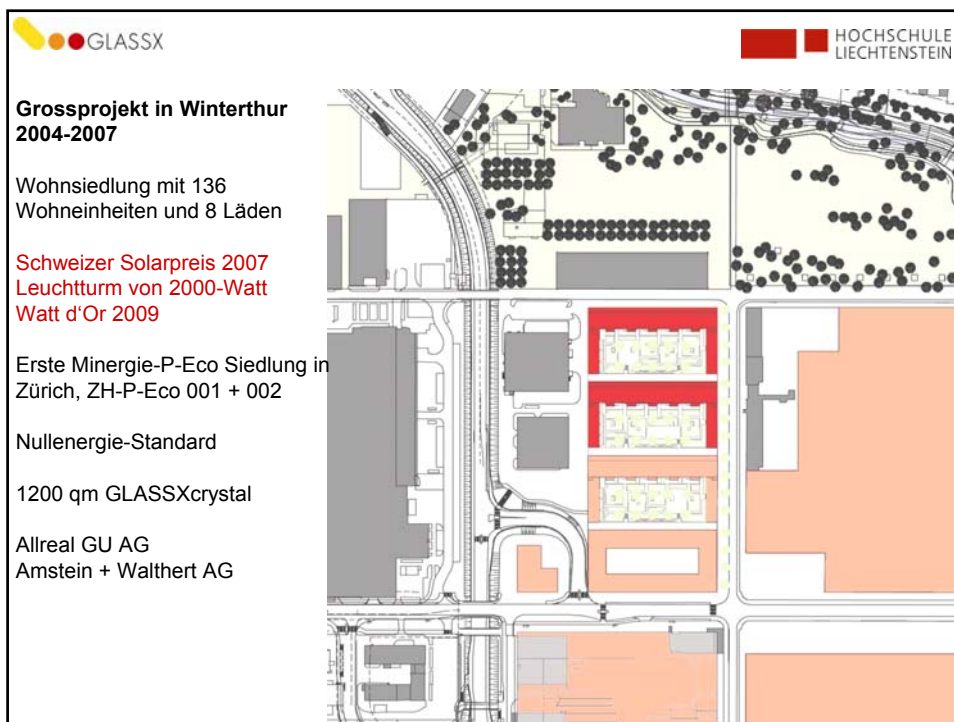 GLASSX
HOCHSCHULE
LIECHTENSTEIN
Grossprojekt in Winterthur
2004-2007
Wohnsiedlung mit 136
Wohneinheiten und 8 Läden
Schweizer Solarpreis 2007
Leuchtturm von 2000-Watt
Watt d‘Or 2009
Erste Minergie-P-Eco Siedlung in
Zürich, ZH-P-Eco 001 + 002
Nullenergie-Standard
1200 qm GLASSXcrystal
Allreal GU AG
Amstein + Walthert AG